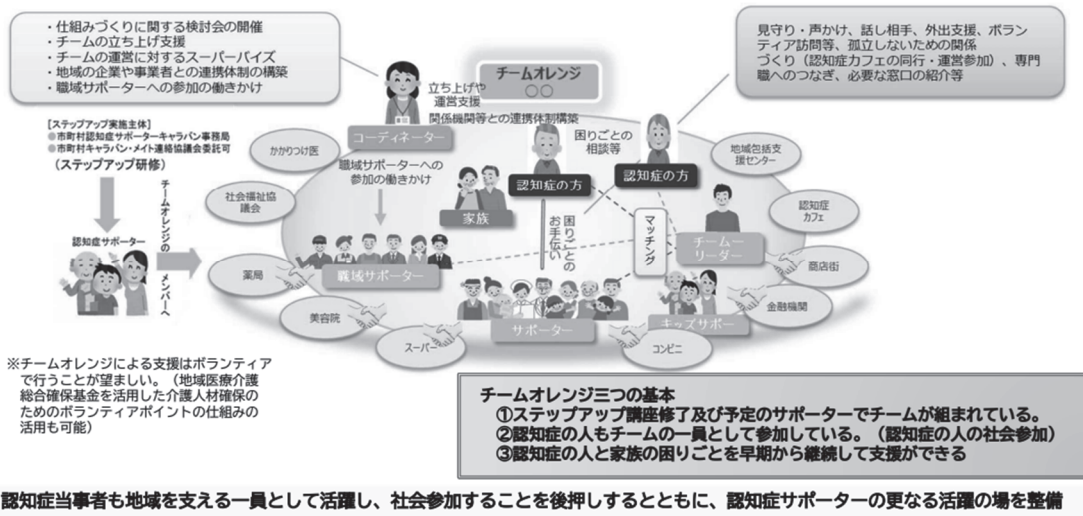 ・仕組みづくりに関する検討会の開催
・チームの立ち上げ支援
・チームの運営に対するスーパーバイズ
・地域の企業や事業者との連携体制の構築
・職域サポーターへの参加の働きかけ
チームオレンジ
○○
見守り・声かけ、話し相手、外出支援、ボラン
ティア訪問等、孤立しないための関係
づくり（認知症カフェの同行・運営参加）、専門
職へのつなぎ、必要な窓口の紹介等
立ち上げや
運営支援
関係機関等との連携体制構築
コーディネーター
[ステップアップ実施主体]
●市町村認知症サポーターキャラバン事務局
●市町村キャラバン・メイト連絡協議会委託可
（ステップアップ研修）
かかりつけ医
職域サポーターへの
参加の働きかけ
困りごとの
相談等
認知症の方
認知症の方
地域包括支
援センター
社会福祉協
議会
家族
認知症
カフェ
チームオレンジの
メンバーへ
認知症サポーター
困りごとの
お手伝い
マッチング
チームー
リーダー
薬局
職域サポーター
商店街
美容院
サポーター
キッズサポー
金融機関
スーパー
コンビニ
※チームオレンジによる支援はボランティア
で行うことが望ましい。（地域医療介護
総合確保基金を活用した介護人材確保の
ためのボランティアポイントの仕組みの
活用も可能）
チームオレンジ三つの基本
①ステップアップ講座修了及び予定のサポーターでチームが組まれている。
②認知症の人もチームの一員として参加している。（認知症の人の社会参加）
③認知症の人と家族の困りごとを早期から継続して支援ができる
認知症当事者も地域を支える一員として活躍し、社会参加することを後押しするとともに、認知症サポーターの更なる活躍の場を整備